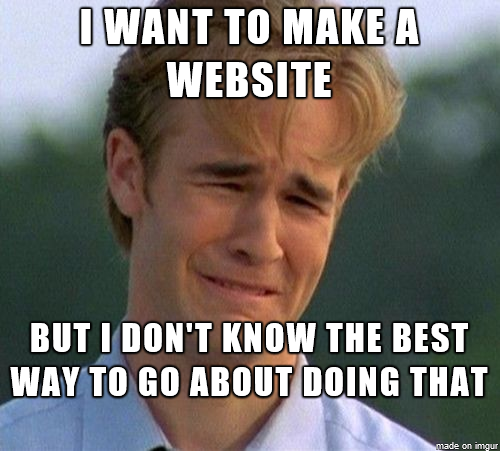 I WANT TO MAKE A
WEBSITE
BUT I DON'T KNOW THE BEST
WAY TO GO ABOUT DOING THAT
made on imgur